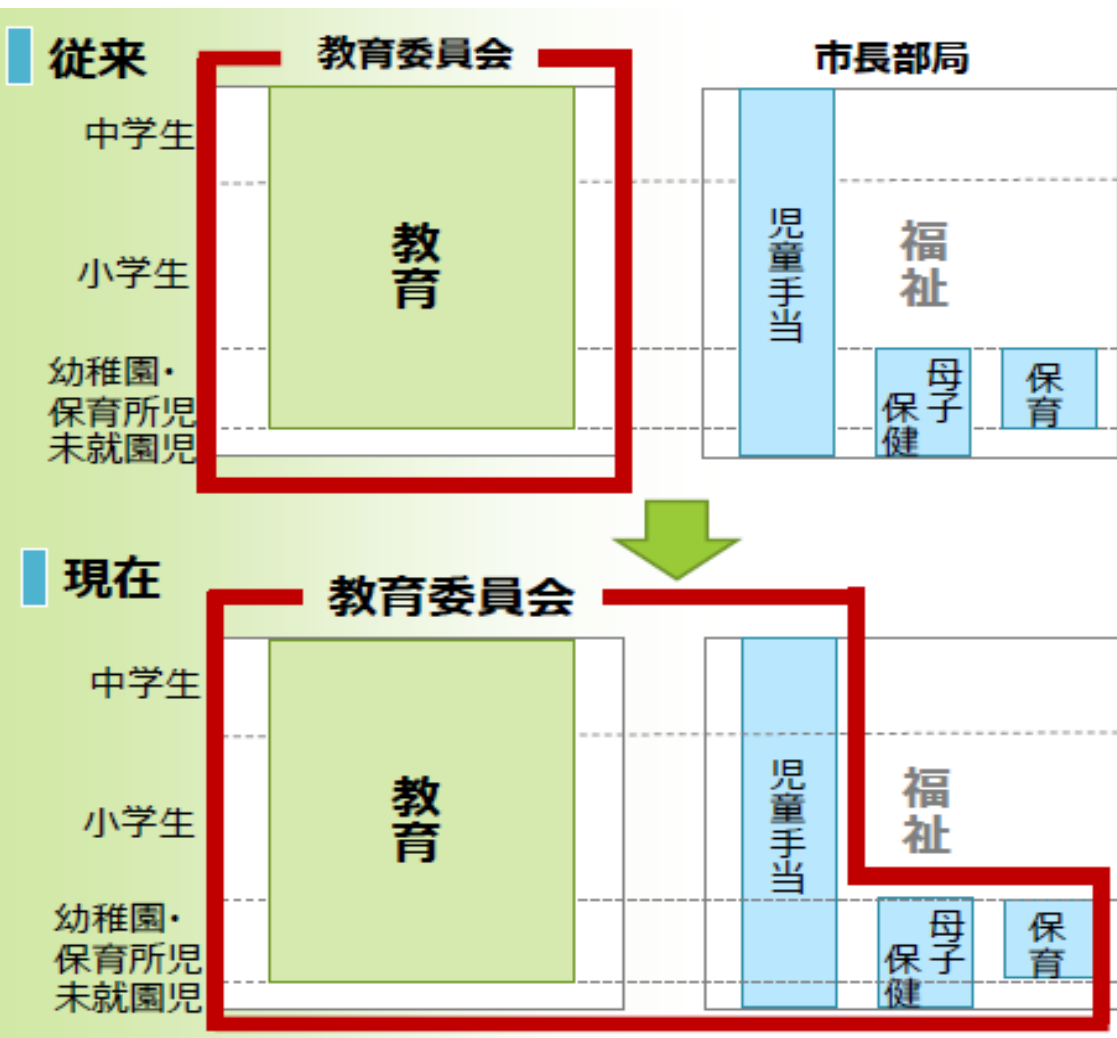 従来
教育委員会
市長部局
中学生
小学生
幼稚園・
保育所児
未就園児
教育
児童手当
福祉
母子
保健
保育
現在
教育委員会
中学生
小学生
幼稚園・
保育所児
未就園児
教育
児童手当
福祉
母子
保健
保育